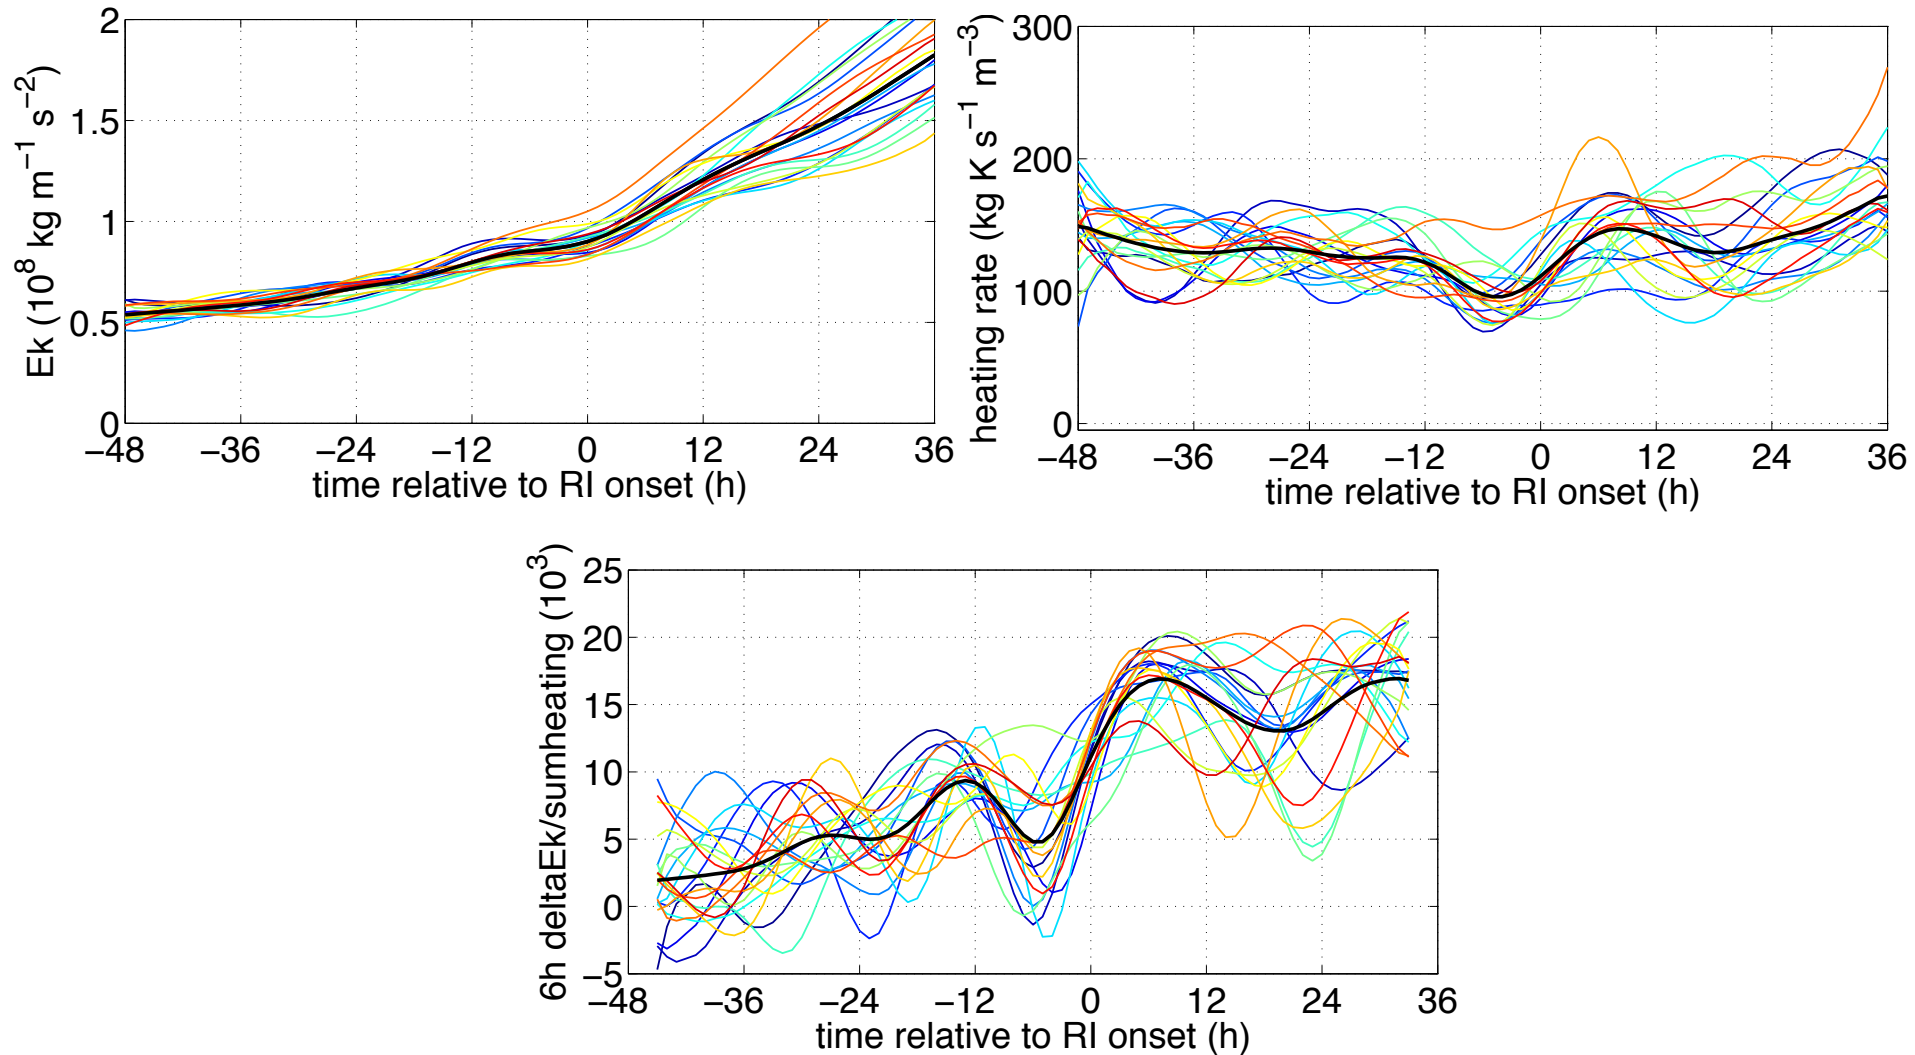 Ek (10^8 kg m^−1 s^−2)
2
1.5
1
0.5
0
−48 −36 −24 −12 0 12 24 36
time relative to RI onset (h)
heating rate (kg K s^−1 m^−3)
300
200
100
0
−48 −36 −24 −12 0 12 24 36
time relative to RI onset (h)
6h deltaEk/sumheating (10^3)
25
20
15
10
5
0
−5
−48 −36 −24 −12 0 12 24 36
time relative to RI onset (h)